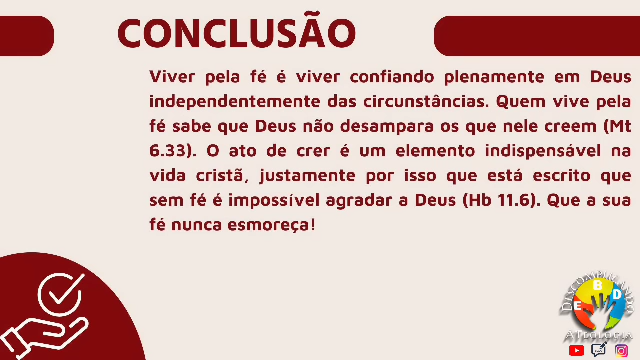 CONCLUSÃO
Viver pela fé é viver confiando plenamente em Deus
independentemente das circunstâncias. Quem vive pela
fé sabe que Deus não desampara os que nele creem (Mt
6.33). O ato de crer é um elemento indispensável na
vida cristã, justamente por isso que está escrito que
sem fé é impossível agradar a Deus (Hb 11.6). Que a sua
fé nunca esmoreça!
EBD
A TEOLOGIA